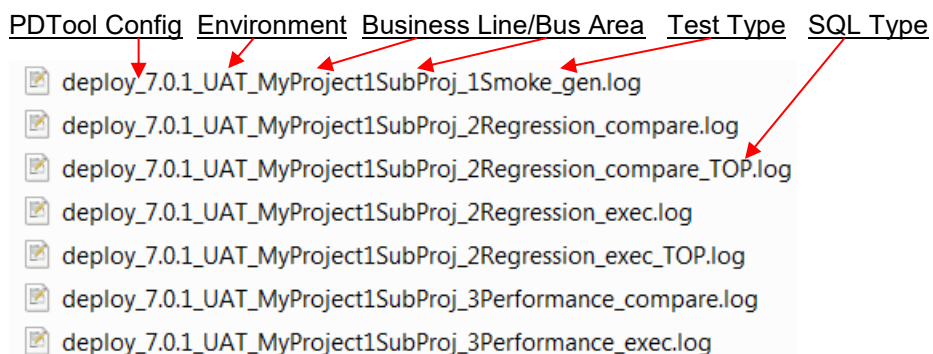 PDTool Config Environment Business Line/Bus Area Test Type SQL Type
deploy_7.0.1_UAT_MyProject1SubProj_1Smoke_gen.log
deploy_7.0.1_UAT_MyProject1SubProj_2Regression_compare.log
deploy_7.0.1_UAT_MyProject1SubProj_2Regression_compare_TOP.log
deploy_7.0.1_UAT_MyProject1SubProj_2Regression_exec.log
deploy_7.0.1_UAT_MyProject1SubProj_2Regression_exec_TOP.log
deploy_7.0.1_UAT_MyProject1SubProj_3Performance_compare.log
deploy_7.0.1_UAT_MyProject1SubProj_3Performance_exec.log